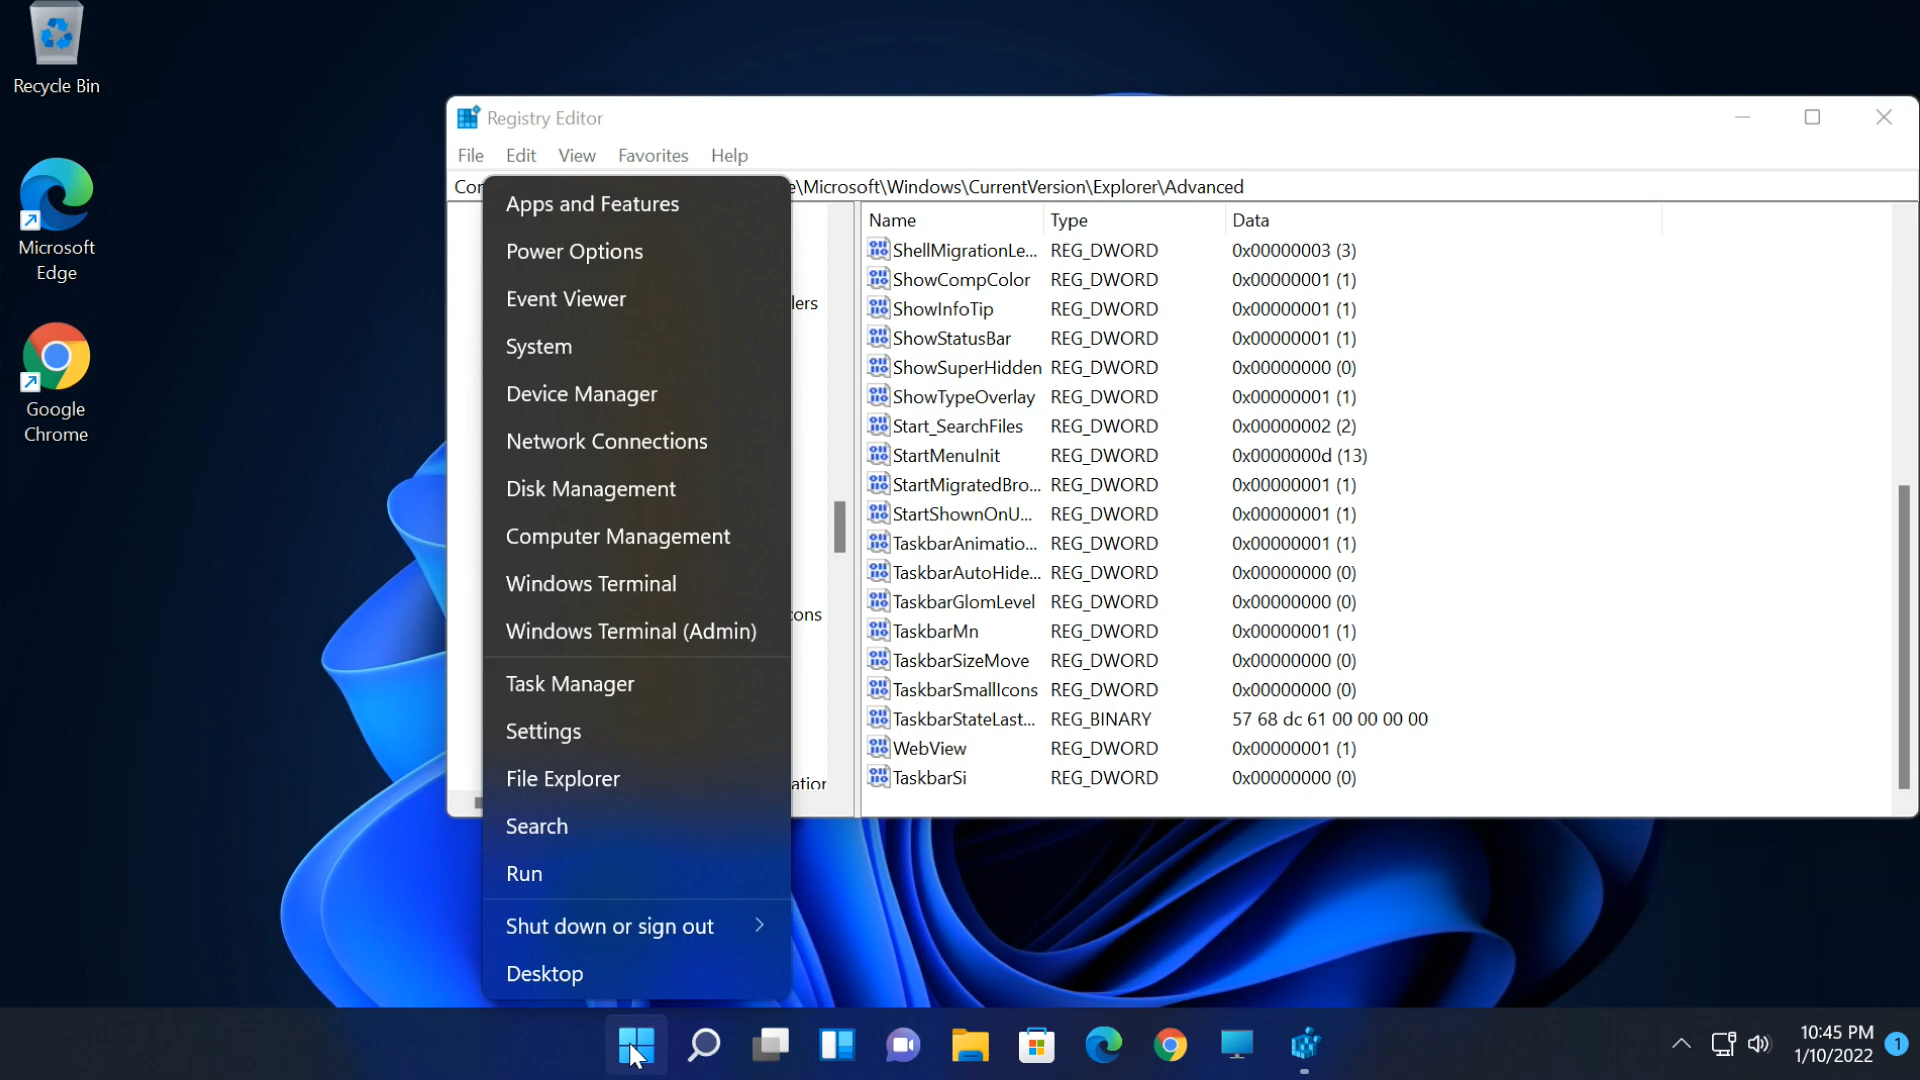 Recycle Bin
Microsoft
Edge
Google
Chrome
Registry Editor
File Edit View Favorites Help
\Microsoft\Windows\CurrentVersion\Explorer\Advanced
Apps and Features
Power Options
Event Viewer
System
Device Manager
Network Connections
Disk Management
Computer Management
Windows Terminal
Windows Terminal (Admin)
Task Manager
Settings
File Explorer
Search
Run
Shut down or sign out
Desktop
Name Type Data
ShellMigrationLe... REG_DWORD 0x00000003 (3)
ShowCompColor REG_DWORD 0x00000001 (1)
ShowInfoTip REG_DWORD 0x00000001 (1)
ShowStatusBar REG_DWORD 0x00000001 (1)
ShowSuperHidden REG_DWORD 0x00000000 (0)
ShowTypeOverlay REG_DWORD 0x00000001 (1)
Start_SearchFiles REG_DWORD 0x00000002 (2)
StartMenuInit REG_DWORD 0x0000000d (13)
StartMigratedBro... REG_DWORD 0x00000001 (1)
StartShownOnU... REG_DWORD 0x00000001 (1)
TaskbarAnimatio... REG_DWORD 0x00000001 (1)
TaskbarAutoHide... REG_DWORD 0x00000000 (0)
TaskbarGlomLevel REG_DWORD 0x00000000 (0)
TaskbarMn REG_DWORD 0x00000001 (1)
TaskbarSizeMove REG_DWORD 0x00000000 (0)
TaskbarSmallIcons REG_DWORD 0x00000000 (0)
TaskbarStateLast... REG_BINARY 57 68 dc 61 00 00 00 00
WebView REG_DWORD 0x00000001 (1)
TaskbarSi REG_DWORD 0x00000000 (0)
10:45 PM
1/10/2022
1